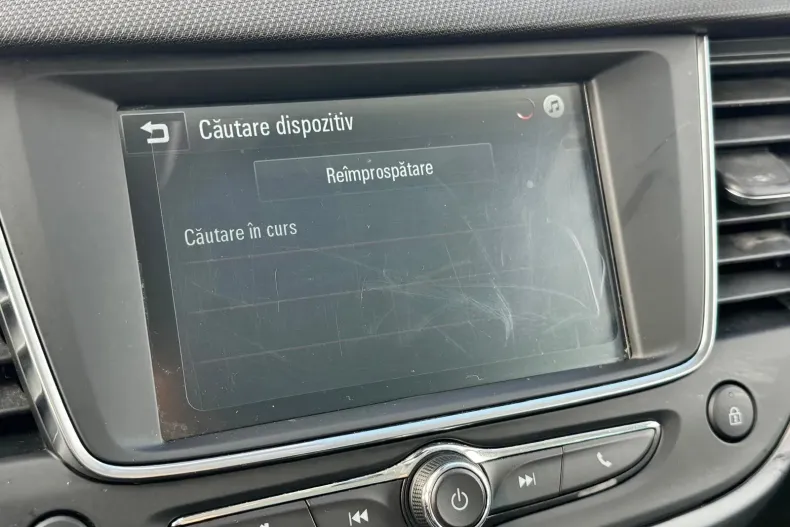 Căutare dispozitiv
Reîmprospătare
Căutare în curs